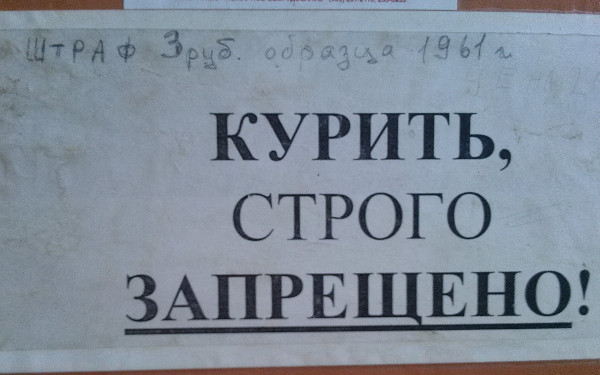 ШТРАФ 3 руб. образца 1961 г
КУРИТЬ,
СТРОГО
ЗАПРЕЩЕНО!